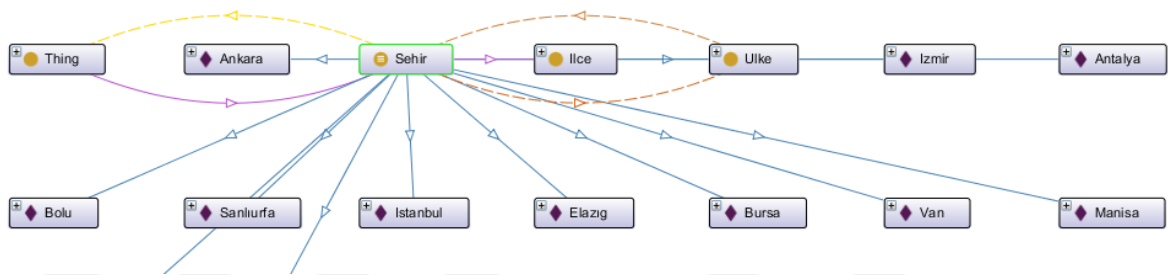 Thing Ankara Sehir Ilce Ulke Izmir Antalya
Bolu Sanlıurfa Istanbul Elazıg Bursa Van Manisa